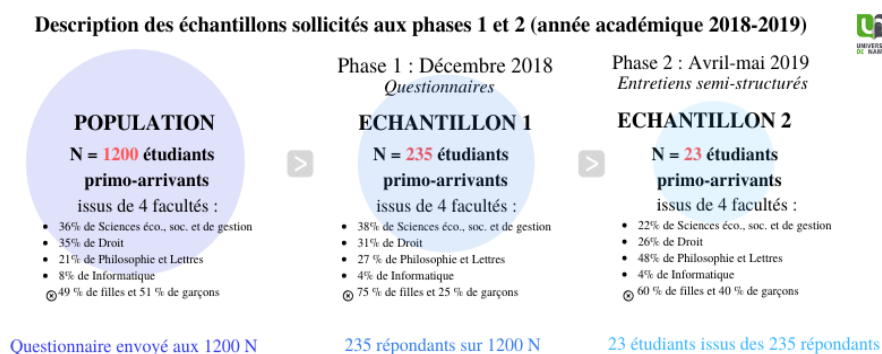 Description des échantillons sollicités aux phases 1 et 2 (année académique 2018-2019)
UNIVERS
DE NAM
POPULATION
N = 1200 étudiants
primo-arrivants
issus de 4 facultés :
36% de Sciences éco., soc. et de gestion
35% de Droit
21% de Philosophie et Lettres
8% de Informatique
49 % de filles et 51 % de garçons
Questionnaire envoyé aux 1200 N
>
Phase 1 : Décembre 2018
Questionnaires
ECHANTILLON 1
N = 235 étudiants
primo-arrivants
issus de 4 facultés :
38% de Sciences éco., soc. et de gestion
31% de Droit
27 % de Philosophie et Lettres
4% de Informatique
75 % de filles et 25 % de garçons
235 répondants sur 1200 N
>
Phase 2 : Avril-mai 2019
Entretiens semi-structurés
ECHANTILLON 2
N = 23 étudiants
primo-arrivants
issus de 4 facultés :
22% de Sciences éco., soc. et de gestion
26% de Droit
48% de Philosophie et Lettres
4% de Informatique
60 % de filles et 40 % de garçons
23 étudiants issus des 235 répondants